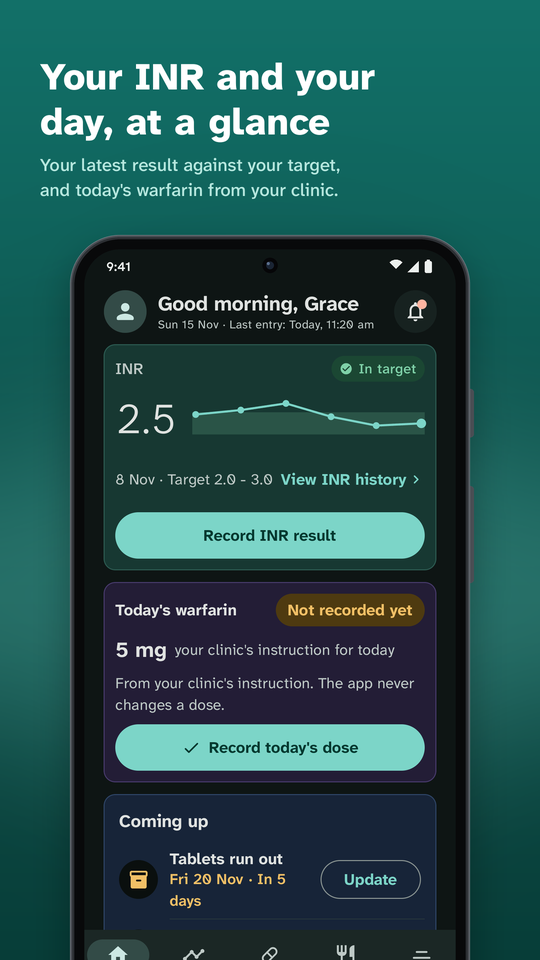 Your INR and your
day, at a glance
Your latest result against your target,
and today's warfarin from your clinic.
9:41
Good morning, Grace
Sun 15 Nov · Last entry: Today, 11:20 am
INR
In target
2.5
8 Nov · Target 2.0 - 3.0 View INR history
Record INR result
Today's warfarin
Not recorded yet
5 mg your clinic's instruction for today
From your clinic's instruction. The app never
changes a dose.
Record today's dose
Coming up
Tablets run out
Fri 20 Nov · In 5
days
Update